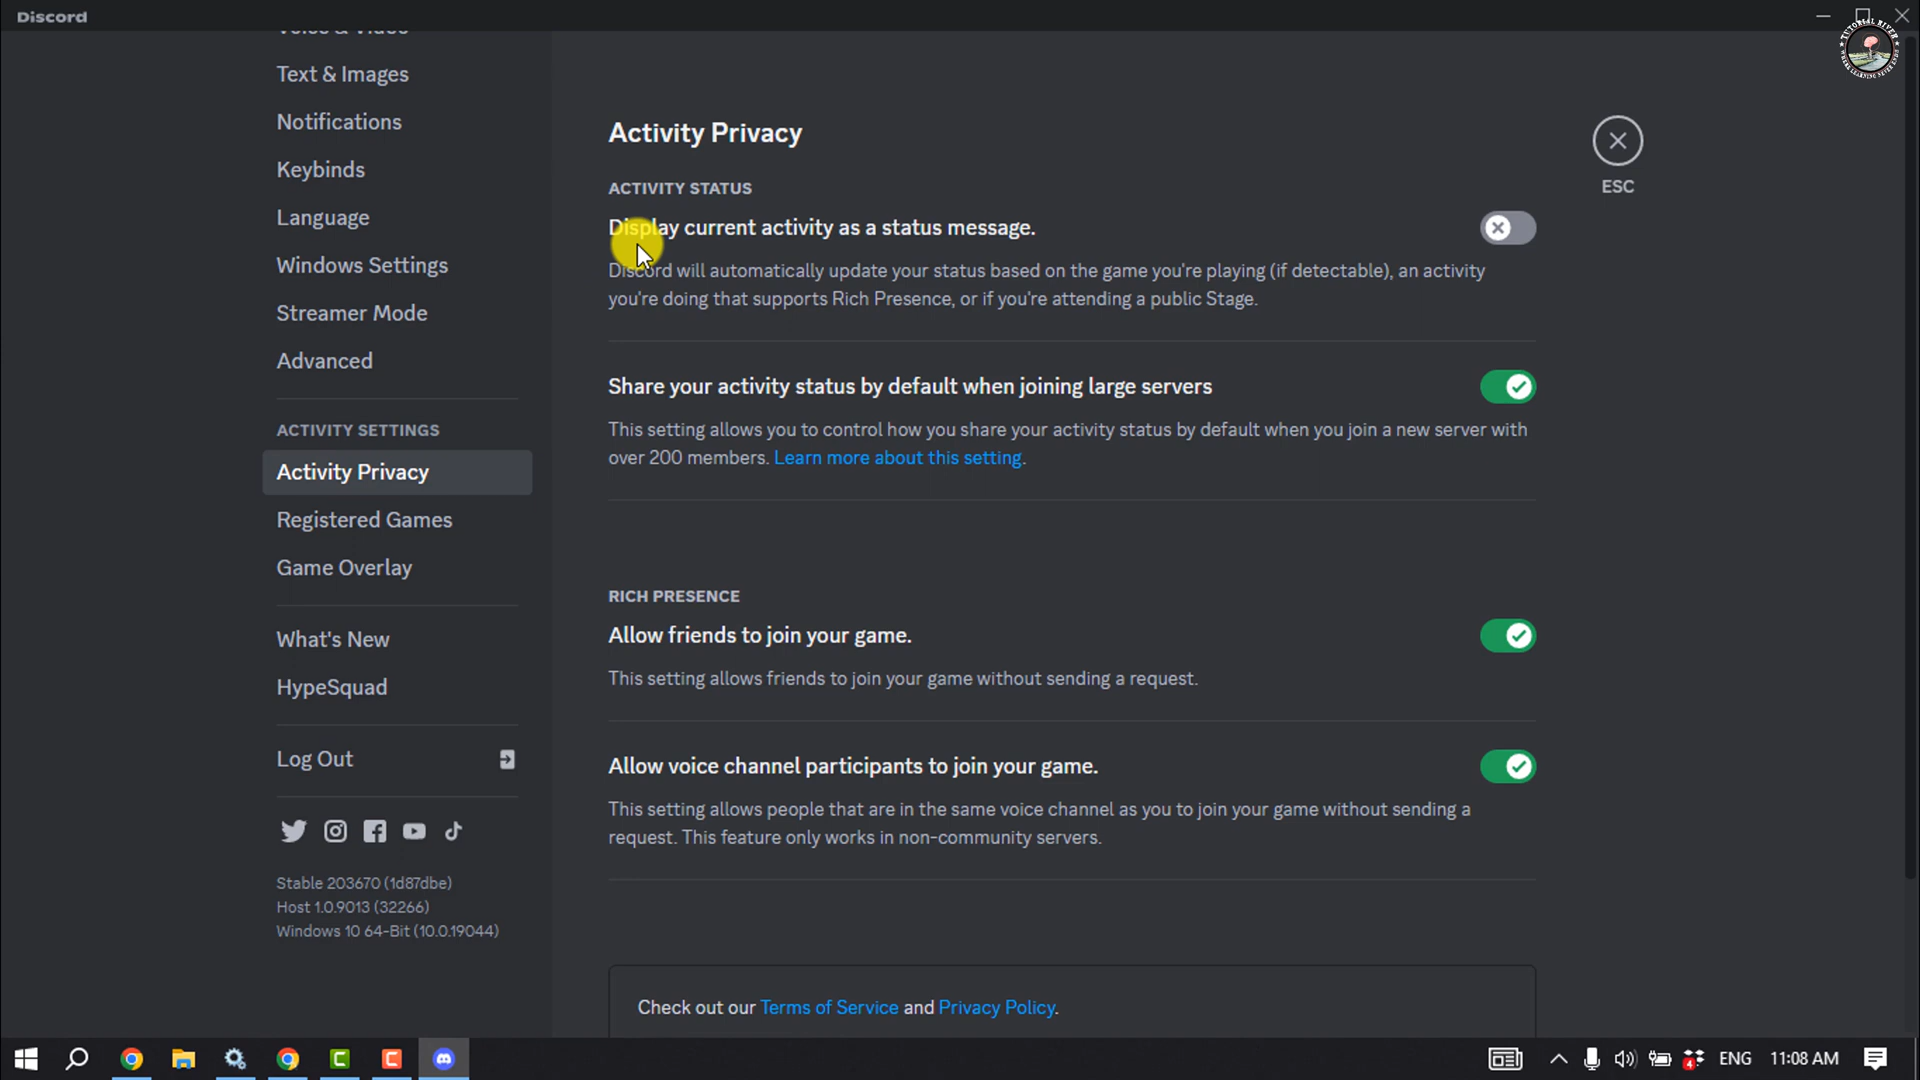 Discord
Voice & Video
Text & Images
Notifications
Keybinds
Language
Windows Settings
Streamer Mode
Advanced
ACTIVITY SETTINGS
Activity Privacy
Registered Games
Game Overlay
What's New
HypeSquad
Log Out
Stable 203670 (1d87dbe)
Host 1.0.9013 (32266)
Windows 10 64-Bit (10.0.19044)
Activity Privacy
ACTIVITY STATUS
Display current activity as a status message.
Discord will automatically update your status based on the game you're playing (if detectable), an activity
you're doing that supports Rich Presence, or if you're attending a public Stage.
Share your activity status by default when joining large servers
This setting allows you to control how you share your activity status by default when you join a new server with
over 200 members. Learn more about this setting.
RICH PRESENCE
Allow friends to join your game.
This setting allows friends to join your game without sending a request.
Allow voice channel participants to join your game.
This setting allows people that are in the same voice channel as you to join your game without sending a
request. This feature only works in non-community servers.
Check out our Terms of Service and Privacy Policy.
ESC
TUTORIAL RIVER
WHERE LEARNING NEVER ENDS
4
ENG
11:08 AM